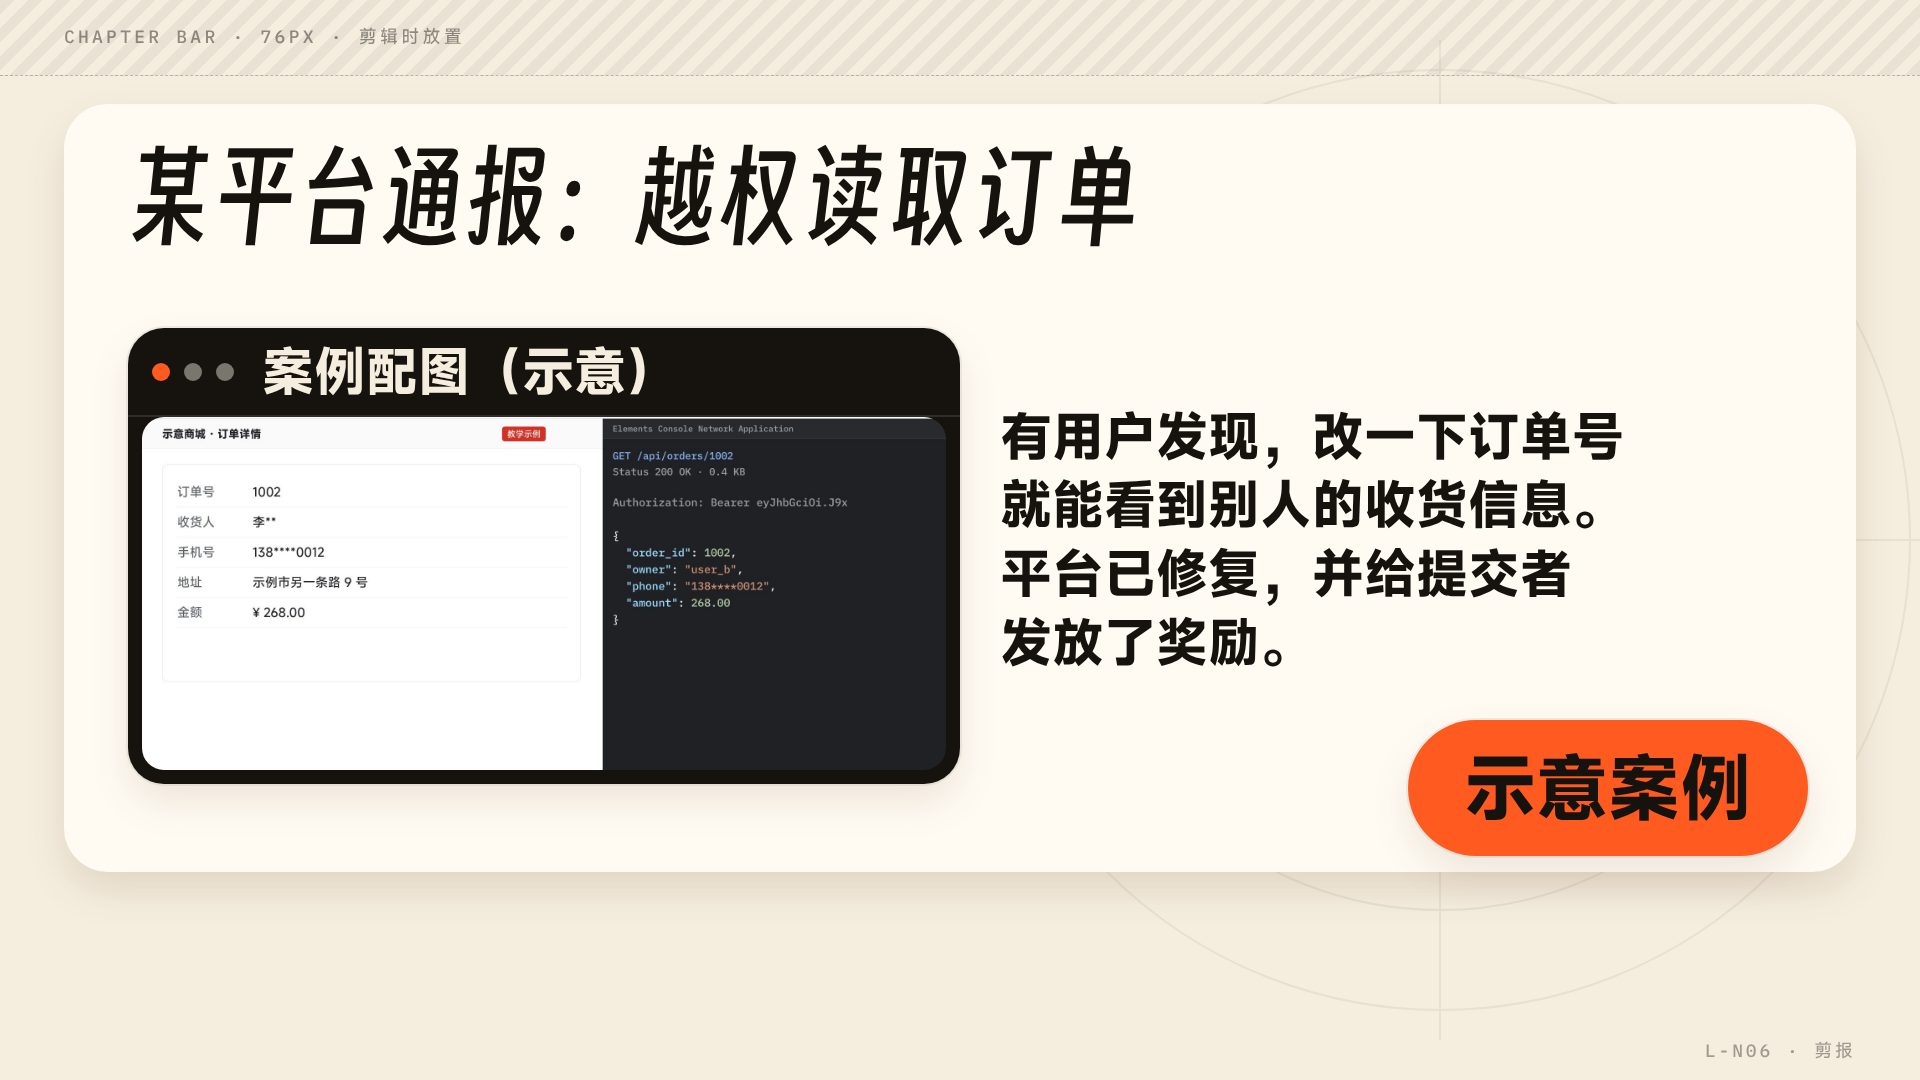 CHAPTER BAR · 76PX · 剪辑时放置
某平台通报：越权读取订单
案例配图（示意）
示意商城 · 订单详情
教学示例
订单号 1002
收货人 李**
手机号 138****0012
地址 示例市另一条路 9 号
金额 ¥ 268.00
Elements Console Network Application
GET /api/orders/1002
Status 200 OK · 0.4 KB
Authorization: Bearer eyJhbGciOi.J9x
{
"order_id": 1002,
"owner": "user_b",
"phone": "138****0012",
"amount": 268.00
}
有用户发现，改一下订单号
就能看到别人的收货信息。
平台已修复，并给提交者
发放了奖励。
示意案例
L-N06 · 剪报